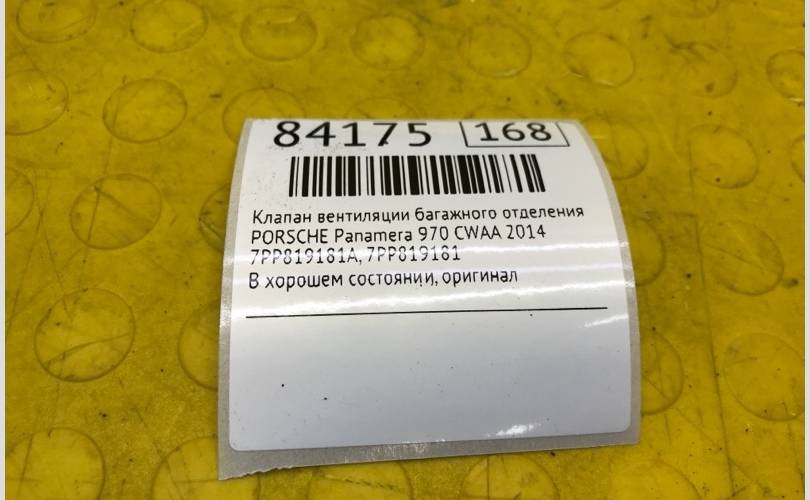 84175 168
Клапан вентиляции багажного отделения
PORSCHE Panamera 970 CWAA 2014
7PP819181A, 7PP819181
В хорошем состоянии, оригинал